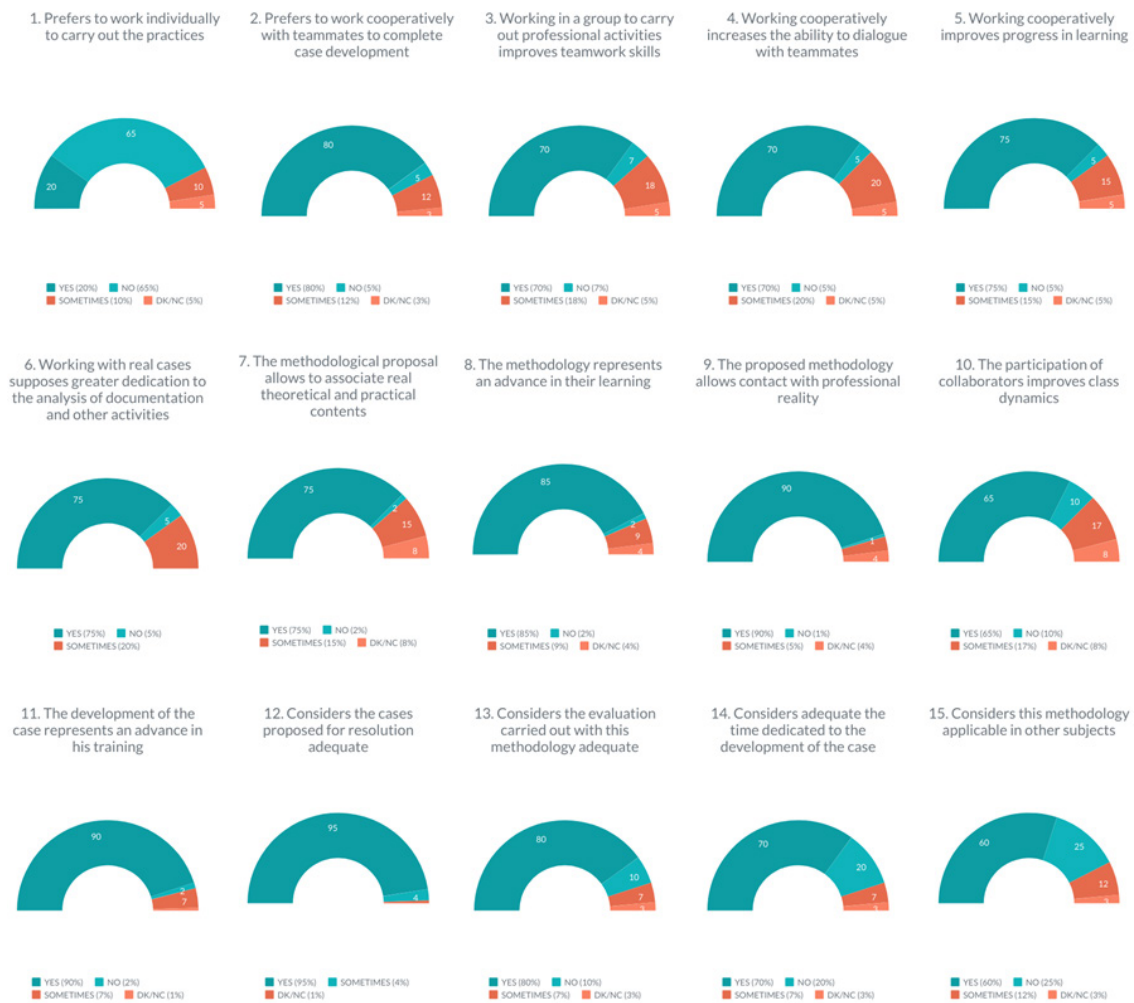 1. Prefers to work individually
to carry out the practices
65
20
10
5
YES (20%) NO (65%)
SOMETIMES (10%) DK/NC (5%)
2. Prefers to work cooperatively
with teammates to complete
case development
80
5
12
3
YES (80%) NO (5%)
SOMETIMES (12%) DK/NC (3%)
3. Working in a group to carry
out professional activities
improves teamwork skills
70
7
18
5
YES (70%) NO (7%)
SOMETIMES (18%) DK/NC (5%)
4. Working cooperatively
increases the ability to dialogue
with teammates
70
5
20
5
YES (70%) NO (5%)
SOMETIMES (20%) DK/NC (5%)
5. Working cooperatively
improves progress in learning
75
5
15
5
YES (75%) NO (5%)
SOMETIMES (15%) DK/NC (5%)
6. Working with real cases
supposes greater dedication to
the analysis of documentation
and other activities
75
5
20
YES (75%) NO (5%)
SOMETIMES (20%)
7. The methodological proposal
allows to associate real
theoretical and practical
contents
75
2
15
8
YES (75%) NO (2%)
SOMETIMES (15%) DK/NC (8%)
8. The methodology represents
an advance in their learning
85
2
9
4
YES (85%) NO (2%)
SOMETIMES (9%) DK/NC (4%)
9. The proposed methodology
allows contact with professional
reality
90
1
4
YES (90%) NO (1%)
SOMETIMES (5%) DK/NC (4%)
10. The participation of
collaborators improves class
dynamics
65
10
17
8
YES (65%) NO (10%)
SOMETIMES (17%) DK/NC (8%)
11. The development of the
case represents an advance in
his training
90
2
7
YES (90%) NO (2%)
SOMETIMES (7%) DK/NC (1%)
12. Considers the cases
proposed for resolution
adequate
95
4
YES (95%) SOMETIMES (4%)
DK/NC (1%)
13. Considers the evaluation
carried out with this
methodology adequate
80
10
7
3
YES (80%) NO (10%)
SOMETIMES (7%) DK/NC (3%)
14. Considers adequate the
time dedicated to the
development of the case
70
20
7
3
YES (70%) NO (20%)
SOMETIMES (7%) DK/NC (3%)
15. Considers this methodology
applicable in other subjects
60
25
12
3
YES (60%) NO (25%)
SOMETIMES (12%) DK/NC (3%)